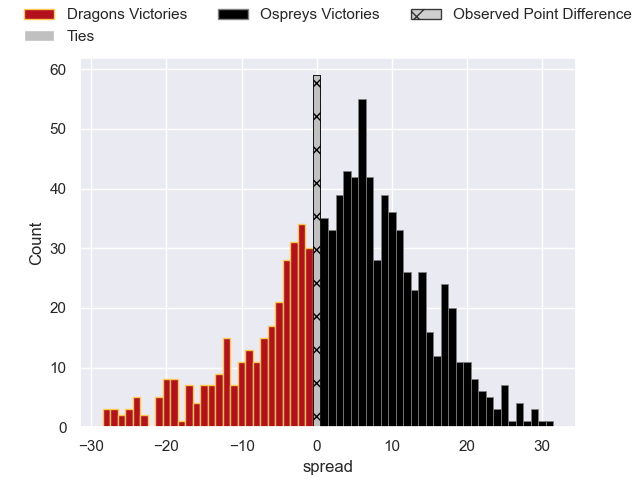 Dragons Victories
Ospreys Victories
Observed Point Difference
Ties
60
50
40
30
20
10
0
Count
−30
−20
−10
0
10
20
30
spread